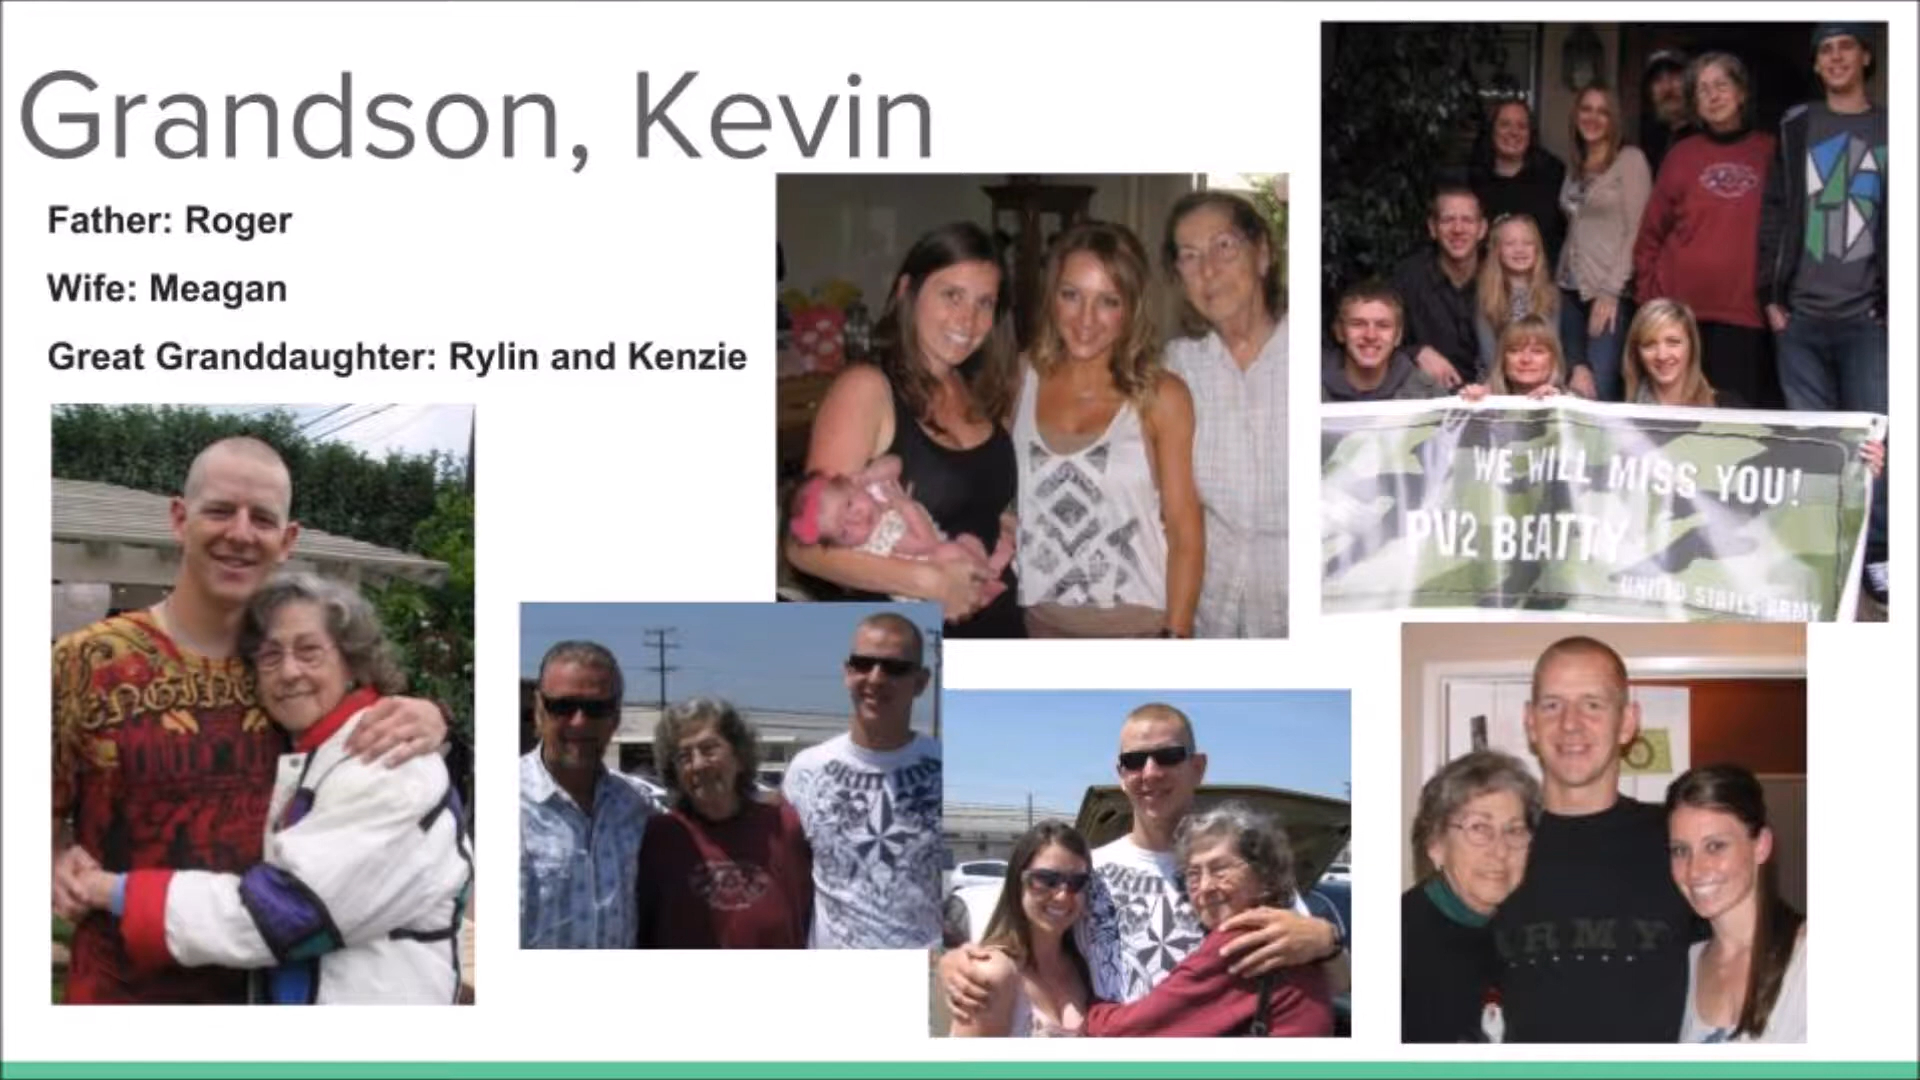 Grandson, Kevin
Father: Roger
Wife: Meagan
Great Granddaughter: Rylin and Kenzie
WE WILL MISS YOU!
PV2 BEATTY
UNITED STATES ARMY
ARMY